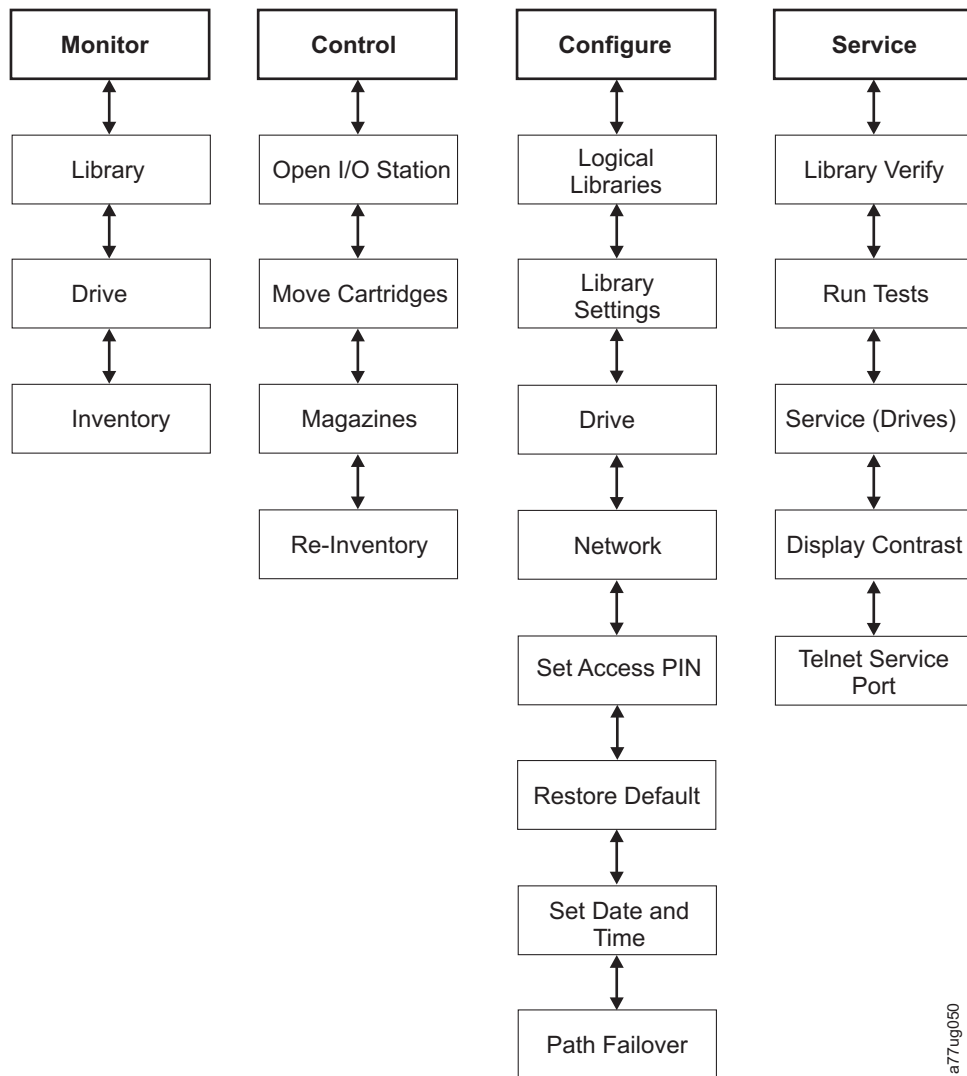 Monitor
Library
Drive
Inventory
Control
Open I/O Station
Move Cartridges
Magazines
Re-Inventory
Configure
Logical
Libraries
Library
Settings
Drive
Network
Set Access PIN
Restore Default
Set Date and
Time
Path Failover
Service
Library Verify
Run Tests
Service (Drives)
Display Contrast
Telnet Service
Port
a77ug050